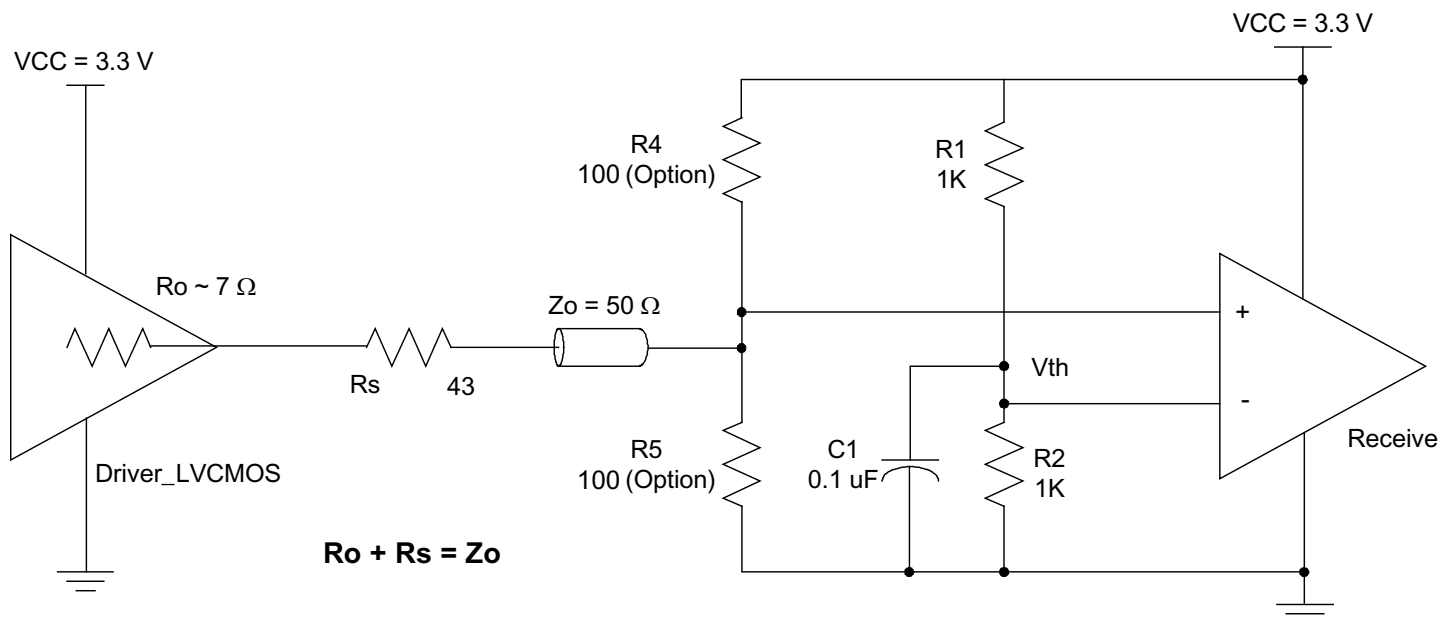 VCC = 3.3 V
VCC = 3.3 V
R4
100 (Option)
R1
1K
Ro ~ 7 Ω
Zo = 50 Ω
+
Rs
43
Vth
-
Receive
R5
100 (Option)
C1
0.1 uF
R2
1K
Driver_LVCMOS
Ro + Rs = Zo